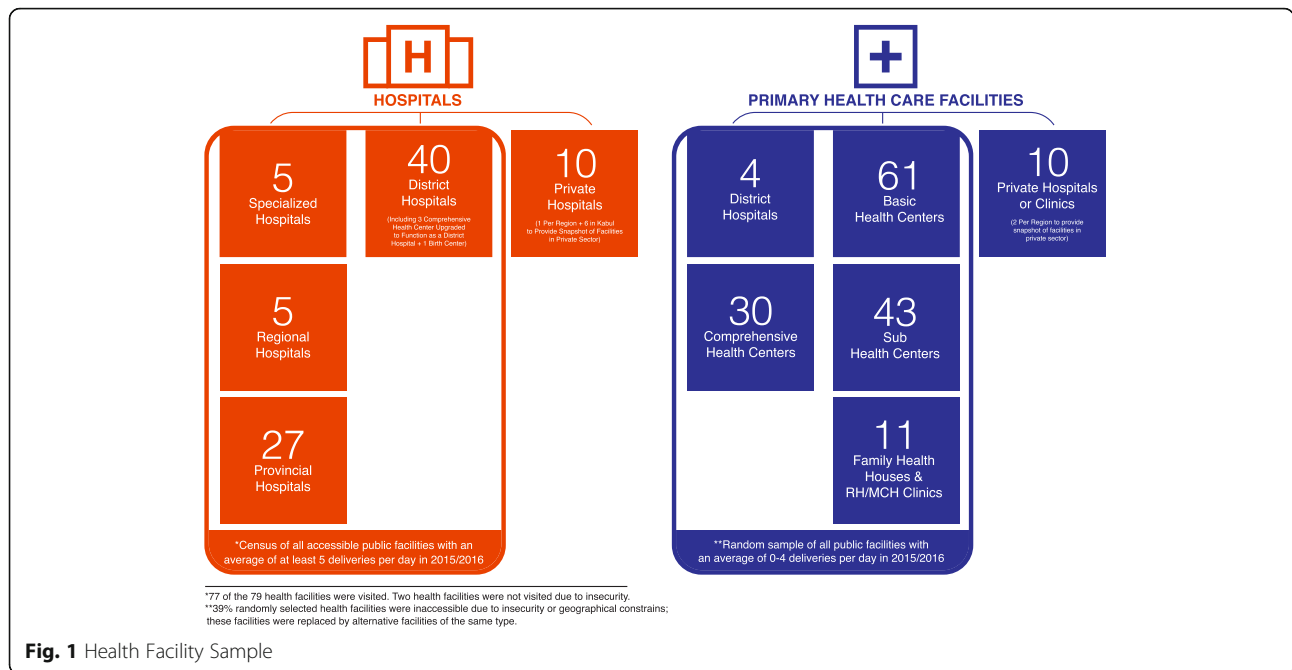 H
HOSPITALS
5
Specialized
Hospitals
40
District
Hospitals
(Including 3 Comprehensive
Health Center Upgraded
to Function as a District
Hospital + 1 Birth Center)
10
Private
Hospitals
(1 Per Region + 6 in Kabul
to Provide Snapshot of Facilities
in Private Sector)
5
Regional
Hospitals
27
Provincial
Hospitals
*Census of all accessible public facilities with an
average of at least 5 deliveries per day in 2015/2016
PRIMARY HEALTH CARE FACILITIES
4
District
Hospitals
61
Basic
Health Centers
10
Private Hospitals
or Clinics
(2 Per Region to provide
snapshot of facilities in
private sector)
30
Comprehensive
Health Centers
43
Sub
Health Centers
11
Family Health
Houses &
RH/MCH Clinics
**Random sample of all public facilities with
an average of 0-4 deliveries per day in 2015/2016
*77 of the 79 health facilities were visited. Two health facilities were not visited due to insecurity.
**39% randomly selected health facilities were inaccessible due to insecurity or geographical constrains;
these facilities were replaced by alternative facilities of the same type.
Fig. 1 Health Facility Sample